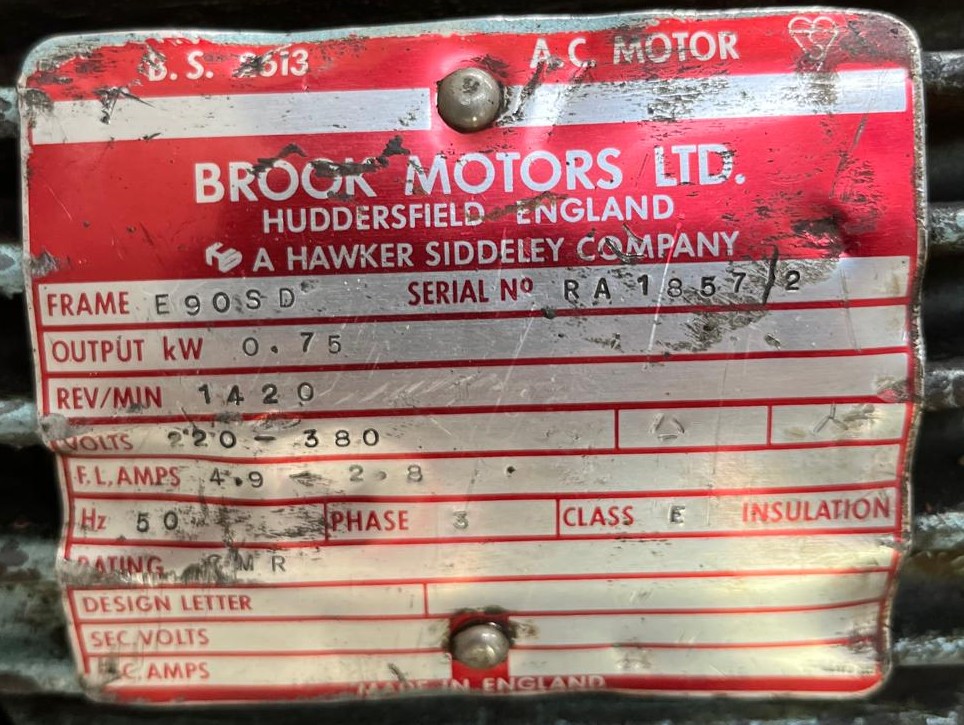 B.S. 2613 A.C. MOTOR
BROOK MOTORS LTD.
HUDDERSFIELD ENGLAND
A HAWKER SIDDELEY COMPANY
FRAME E90SD SERIAL Nº RA1857/2
OUTPUT kW 0.75
REV/MIN 1420
VOLTS 220-380
F.L. AMPS 4.9 - 2.8
Hz 50 PHASE 3 CLASS E INSULATION
RATING CMR
DESIGN LETTER
SEC. VOLTS
SEC. AMPS
MADE IN ENGLAND